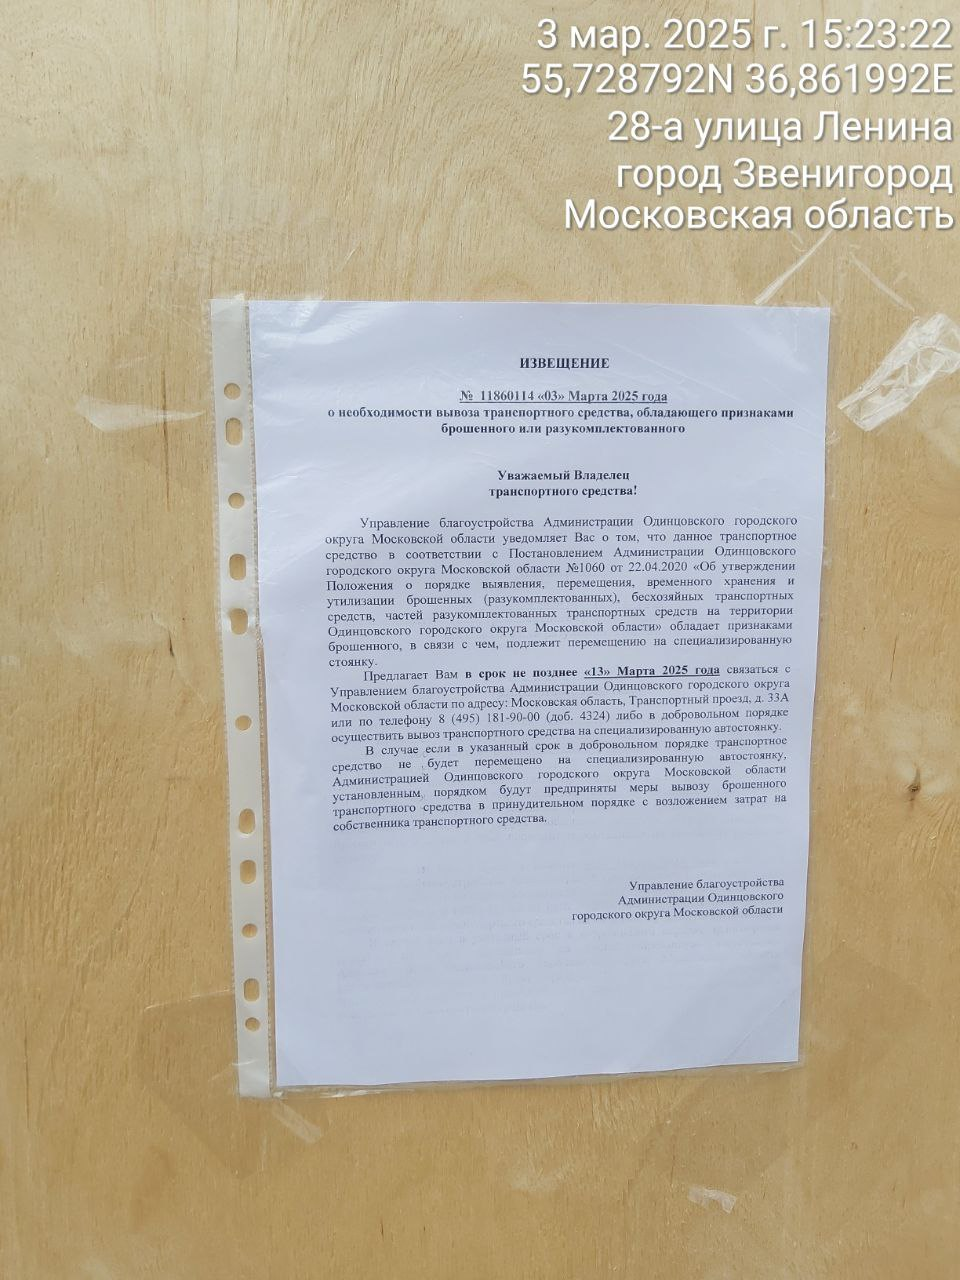 3 мар. 2025 г. 15:23:22
55,728792N 36,861992E
28-а улица Ленина
город Звенигород
Московская область
ИЗВЕЩЕНИЕ
№ 11860114 «03» Марта 2025 года
о необходимости вывоза транспортного средства, обладающего признаками
брошенного или разукомплектованного
Уважаемый Владелец
транспортного средства!
Управление благоустройства Администрации Одинцовского городского
округа Московской области уведомляет Вас о том, что данное транспортное
средство в соответствии с Постановлением Администрации Одинцовского
городского округа Московской области №1060 от 22.04.2020 «Об утверждении
Положения о порядке выявления, перемещения, временного хранения и
утилизации брошенных (разукомплектованных), бесхозяйных транспортных
средств, частей разукомплектованных транспортных средств на территории
Одинцовского городского округа Московской области» обладает признаками
брошенного, в связи с чем, подлежит перемещению на специализированную
стоянку.
Предлагает Вам в срок не позднее «13» Марта 2025 года связаться с
Управлением благоустройства Администрации Одинцовского городского округа
Московской области по адресу: Московская область, Транспортный проезд, д. 33А
или по телефону 8 (495) 181-90-00 (доб. 4324) либо в добровольном порядке
осуществить вывоз транспортного средства на специализированную автостоянку.
В случае если в указанный срок в добровольном порядке транспортное
средство не будет перемещено на специализированную автостоянку,
Администрацией Одинцовского городского округа Московской области
установленным порядком будут предприняты меры вывозу брошенного
транспортного средства в принудительном порядке с возложением затрат на
собственника транспортного средства.
Управление благоустройства
Администрации Одинцовского
городского округа Московской области